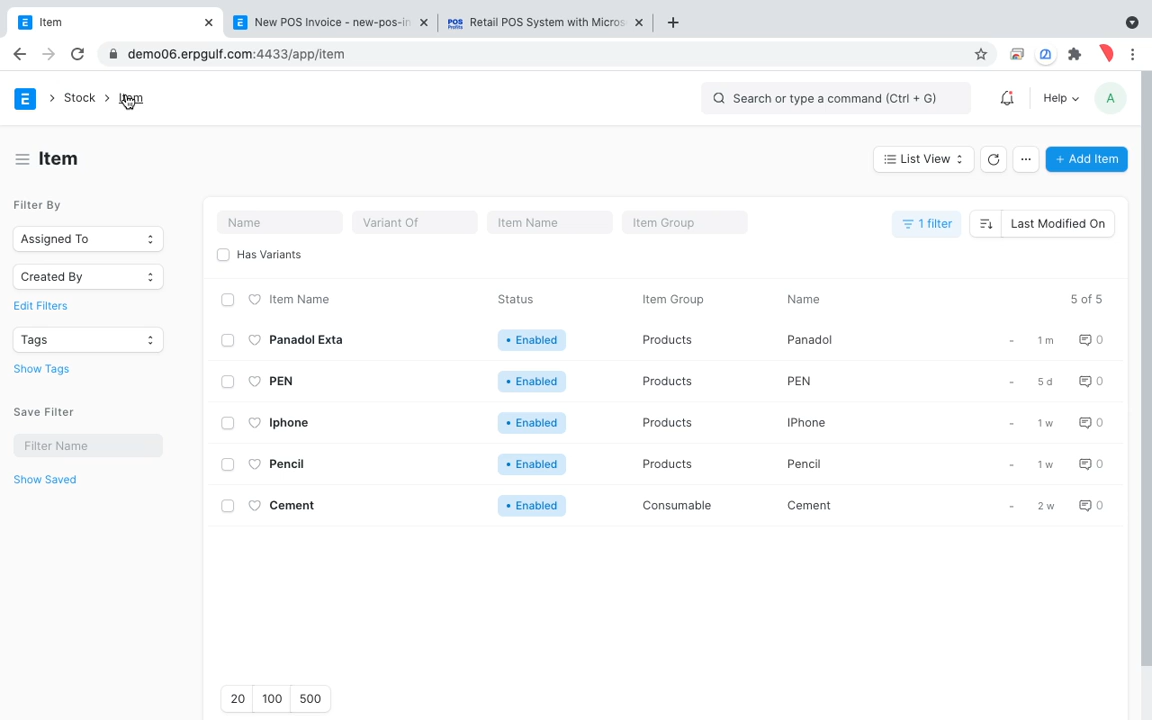 Item
New POS Invoice - new-pos-in
POS Retail POS System with Micros
demo06.erpgulf.com:4433/app/item
E Stock Item
Search or type a command (Ctrl + G)
Help
A
Item
List View
+ Add Item
Filter By
Assigned To
Created By
Edit Filters
Tags
Show Tags
Save Filter
Filter Name
Show Saved
Name Variant Of Item Name Item Group
1 filter
Last Modified On
Has Variants
Item Name Status Item Group Name 5 of 5
Panadol Exta • Enabled Products Panadol - 1 m 0
PEN • Enabled Products PEN - 5 d 0
Iphone • Enabled Products IPhone - 1 w 0
Pencil • Enabled Products Pencil - 1 w 0
Cement • Enabled Consumable Cement - 2 w 0
20 100 500